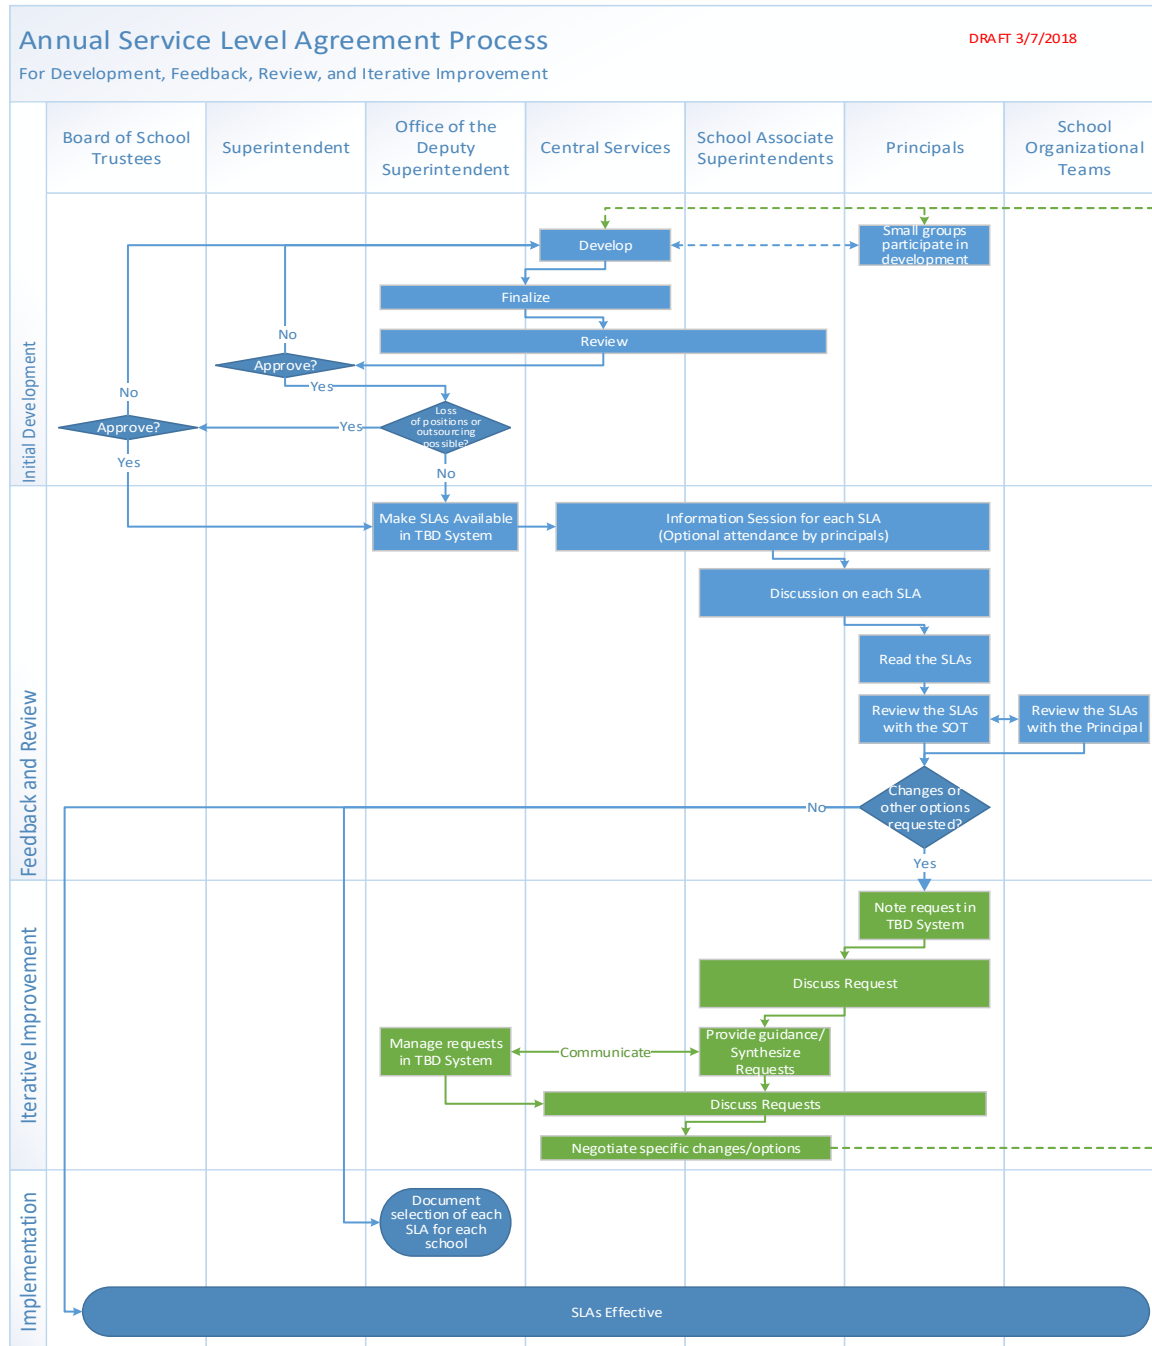 Annual Service Level Agreement Process
DRAFT 3/7/2018
For Development, Feedback, Review, and Iterative Improvement
Board of School
Trustees
Superintendent
Office of the
Deputy
Superintendent
Central Services
School Associate
Superintendents
Principals
School
Organizational
Teams
Initial Development
Develop
Small groups
participate in
development
Finalize
Review
No
Approve?
Yes
Loss
of positions or
outsourcing
possible?
Yes
No
Approve?
Yes
No
Feedback and Review
Make SLAs Available
in TBD System
Information Session for each SLA
(Optional attendance by principals)
Discussion on each SLA
Read the SLAs
Review the SLAs
with the SOT
Review the SLAs
with the Principal
Changes or
other options
requested?
No
Yes
Iterative Improvement
Note request in
TBD System
Discuss Request
Manage requests
in TBD System
Communicate
Provide guidance/
Synthesize
Requests
Discuss Requests
Negotiate specific changes/options
Implementation
Document
selection of each
SLA for each
school
SLAs Effective